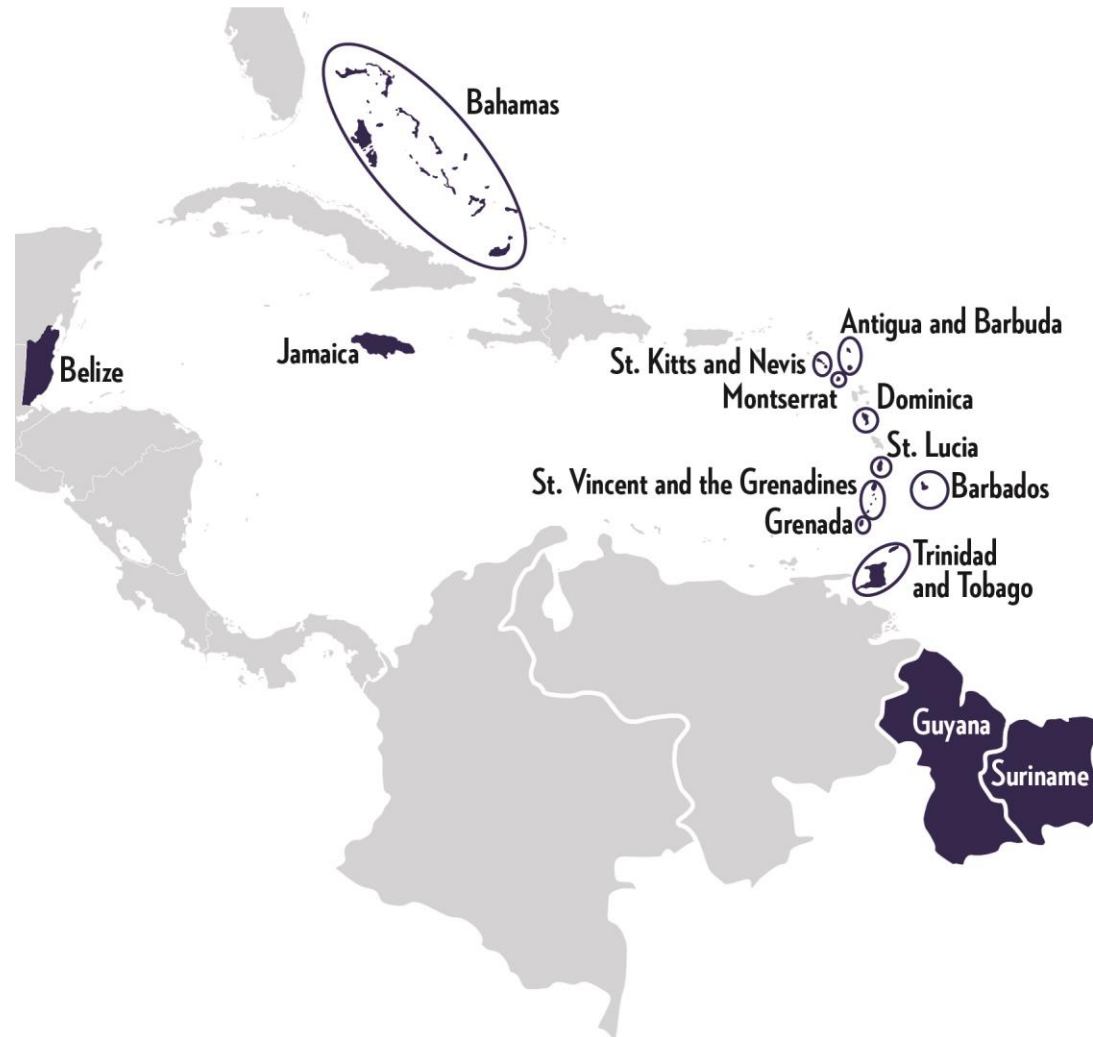 Bahamas
Antigua and Barbuda
Jamaica
St. Kitts and Nevis
Belize
Montserrat
Dominica
St. Lucia
St. Vincent and the Grenadines
Barbados
Grenada
Trinidad
and Tobago
Guyana
Suriname